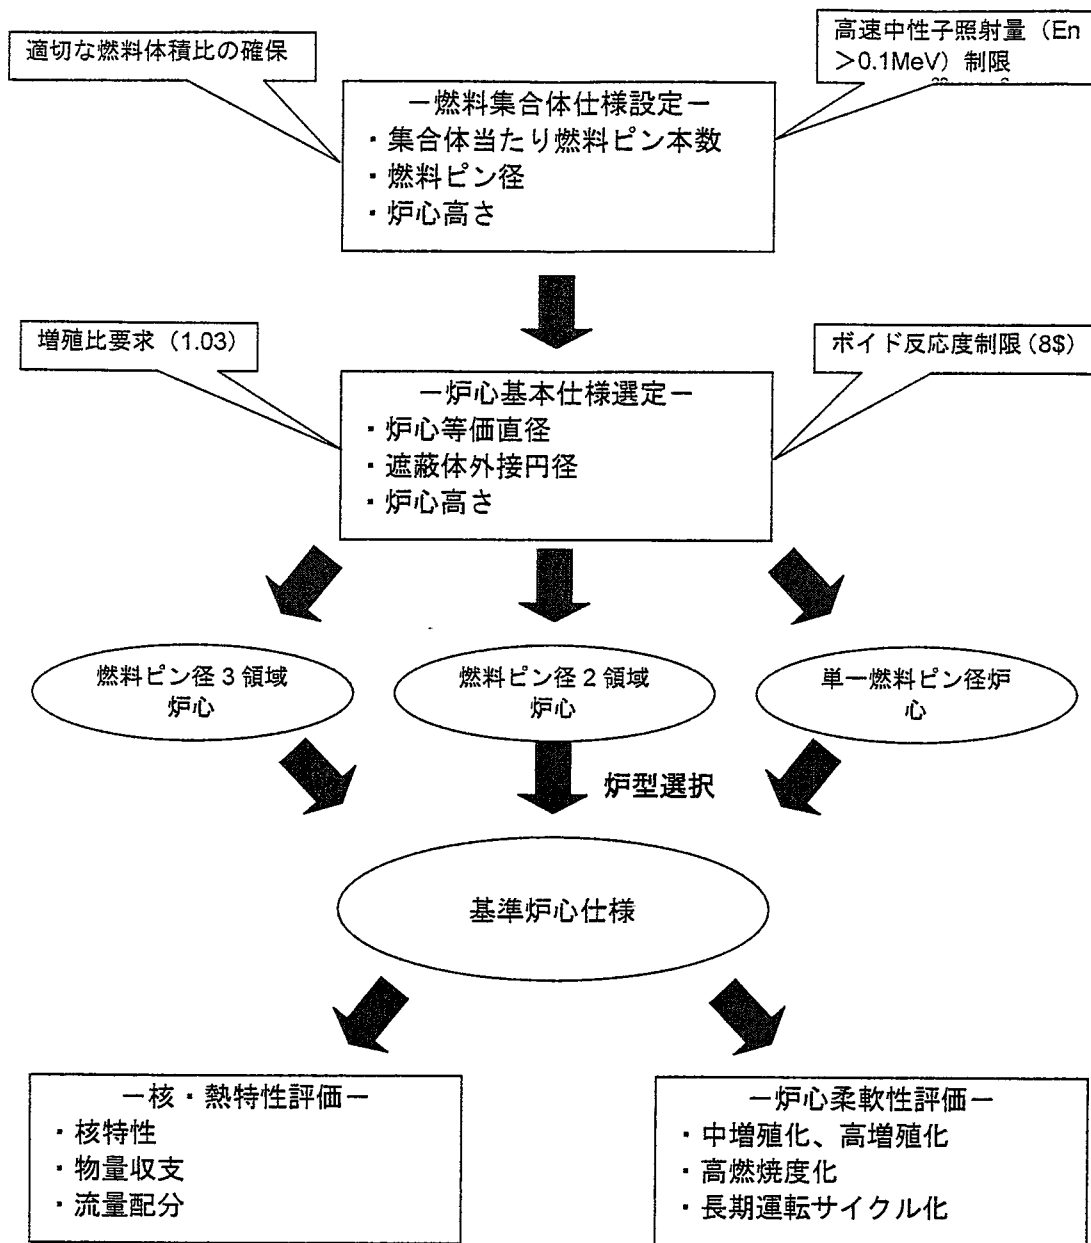 適切な燃料体積比の確保
高速中性子照射量（En
＞0.1MeV）制限
－燃料集合体仕様設定－
・集合体当たり燃料ピン本数
・燃料ピン径
・炉心高さ
増殖比要求（1.03）
ボイド反応度制限（8$）
－炉心基本仕様選定－
・炉心等価直径
・遮蔽体外接円径
・炉心高さ
燃料ピン径３領域
炉心
燃料ピン径２領域
炉心
単一燃料ピン径炉
心
炉型選択
基準炉心仕様
－核・熱特性評価－
・核特性
・物量収支
・流量配分
－炉心柔軟性評価－
・中増殖化、高増殖化
・高燃焼度化
・長期運転サイクル化